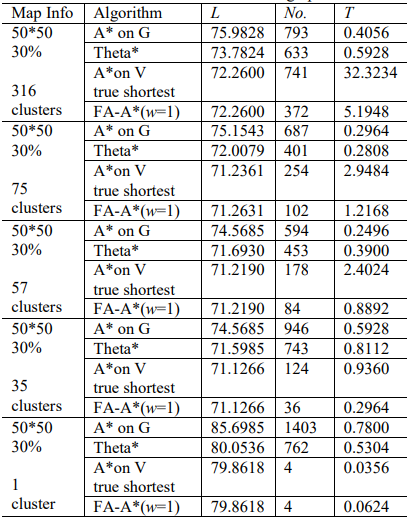 Map Info Algorithm L No. T
50*50 A* on G 75.9828 793 0.4056
30% Theta* 73.7824 633 0.5928
A*on V 72.2600 741 32.3234
316 true shortest
clusters FA-A*(w=1) 72.2600 372 5.1948
50*50 A* on G 75.1543 687 0.2964
30% Theta* 72.0079 401 0.2808
A*on V 71.2361 254 2.9484
75 true shortest
clusters FA-A*(w=1) 71.2631 102 1.2168
50*50 A* on G 74.5685 594 0.2496
30% Theta* 71.6930 453 0.3900
A*on V 71.2190 178 2.4024
57 true shortest
clusters FA-A*(w=1) 71.2190 84 0.8892
50*50 A* on G 74.5685 946 0.5928
30% Theta* 71.5985 743 0.8112
A*on V 71.1266 124 0.9360
35 true shortest
clusters FA-A*(w=1) 71.1266 36 0.2964
50*50 A* on G 85.6985 1403 0.7800
30% Theta* 80.0536 762 0.5304
A*on V 79.8618 4 0.0356
1 true shortest
cluster FA-A*(w=1) 79.8618 4 0.0624